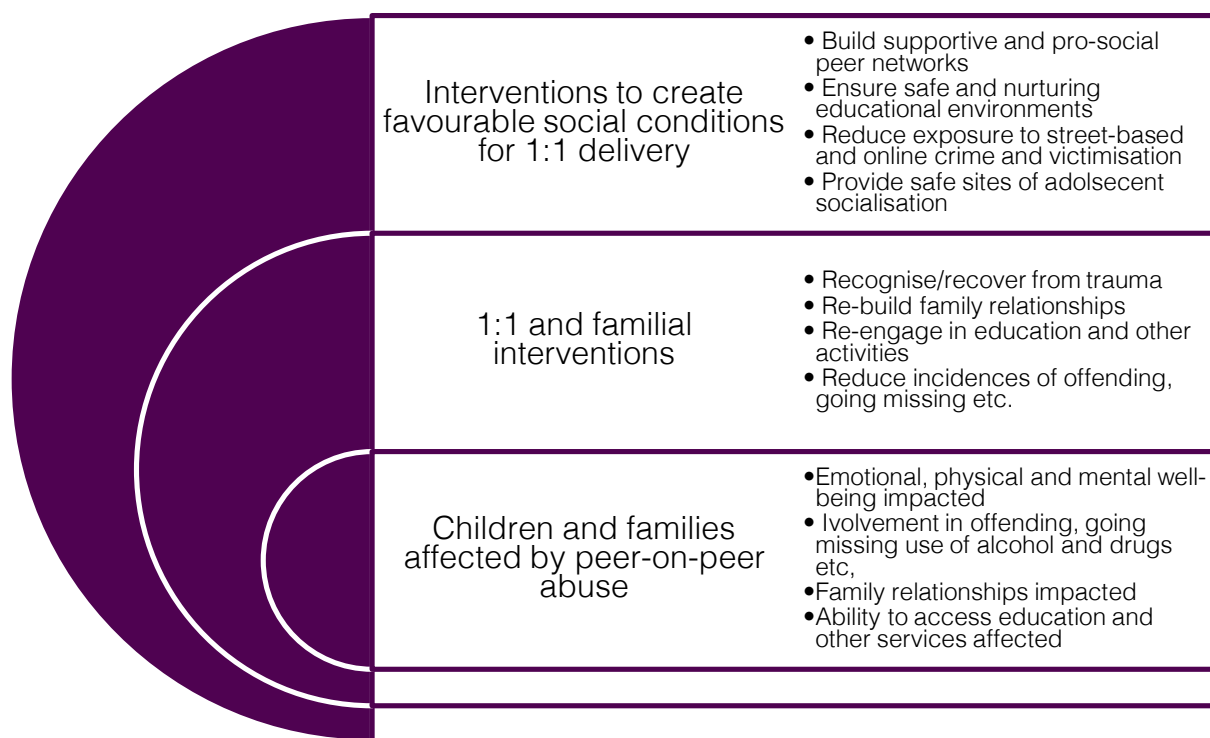 Interventions to create
favourable social conditions
for 1:1 delivery
• Build supportive and pro-social
peer networks
• Ensure safe and nurturing
educational environments
• Reduce exposure to street-based
and online crime and victimisation
• Provide safe sites of adolsecent
socialisation
1:1 and familial
interventions
• Recognise/recover from trauma
• Re-build family relationships
• Re-engage in education and other
activities
• Reduce incidences of offending,
going missing etc.
Children and families
affected by peer-on-peer
abuse
•Emotional, physical and mental well-
being impacted
• Ivolvement in offending, going
missing use of alcohol and drugs
etc,
•Family relationships impacted
•Ability to access education and
other services affected